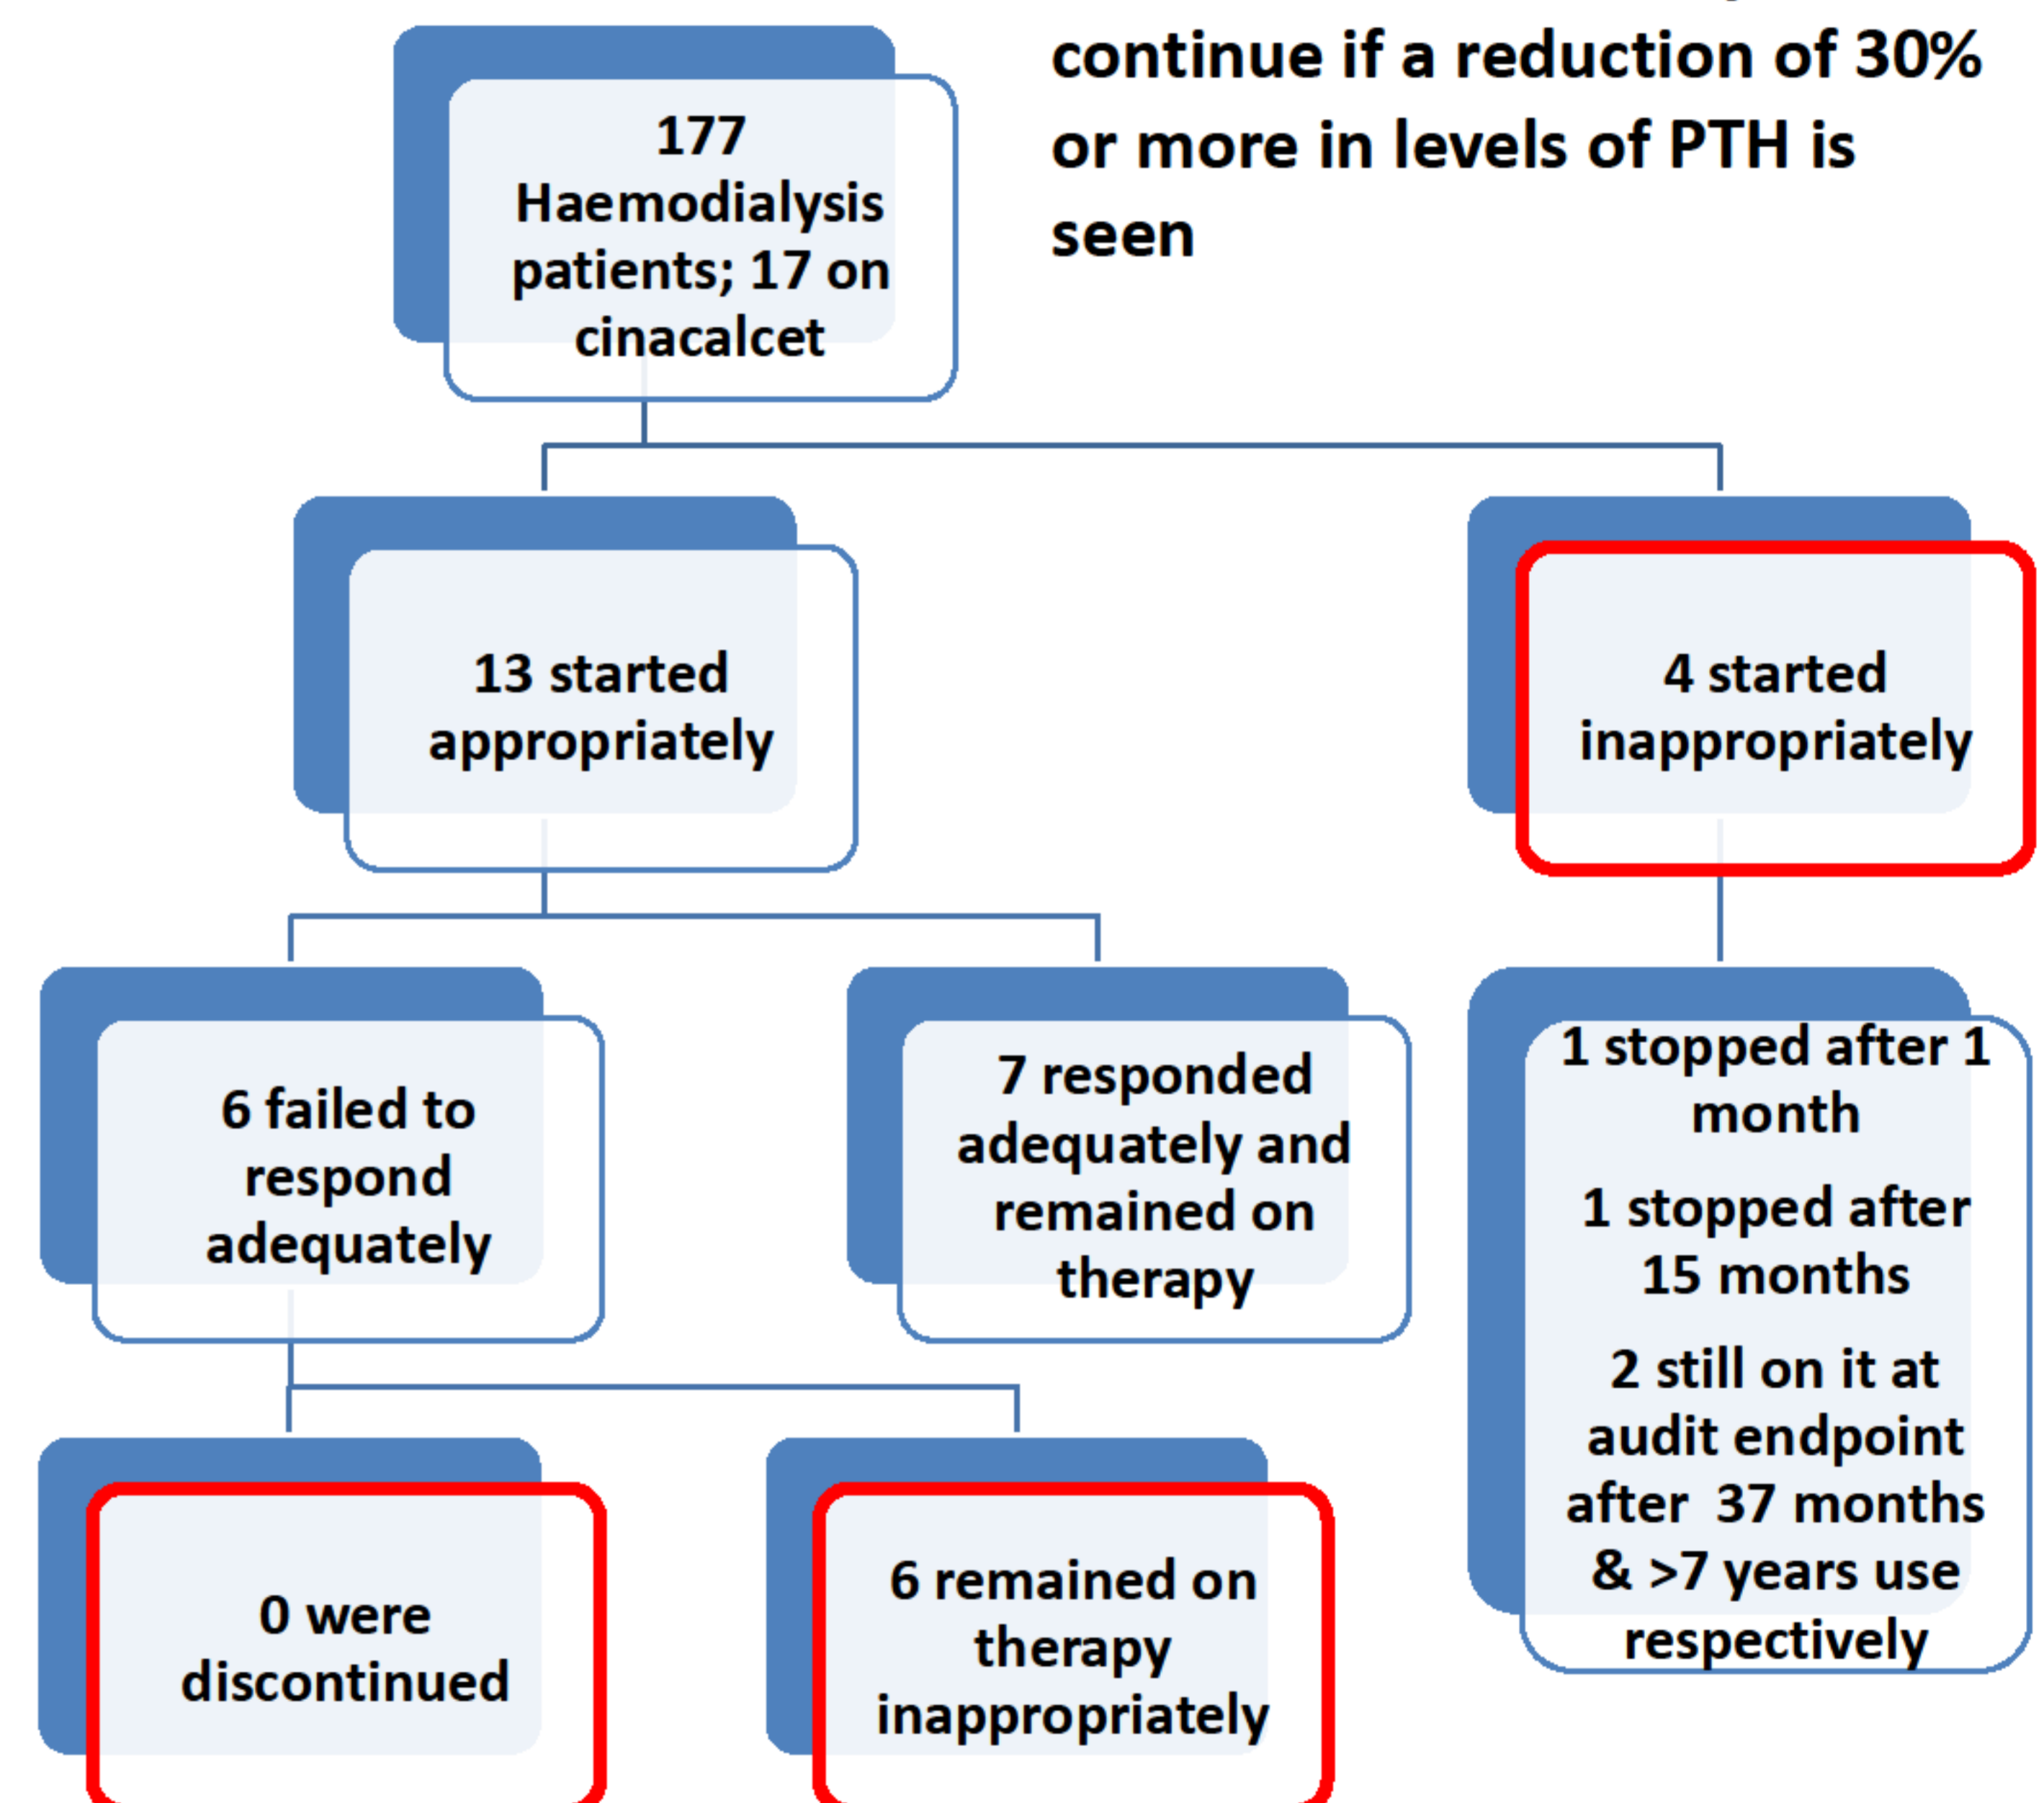 continue if a reduction of 30%
or more in levels of PTH is
seen
177
Haemodialysis
patients; 17 on
cinacalcet
13 started
appropriately
4 started
inappropriately
6 failed to
respond
adequately
7 responded
adequately and
remained on
therapy
1 stopped after 1
month
1 stopped after
15 months
2 still on it at
audit endpoint
after 37 months
& >7 years use
respectively
0 were
discontinued
6 remained on
therapy
inappropriately